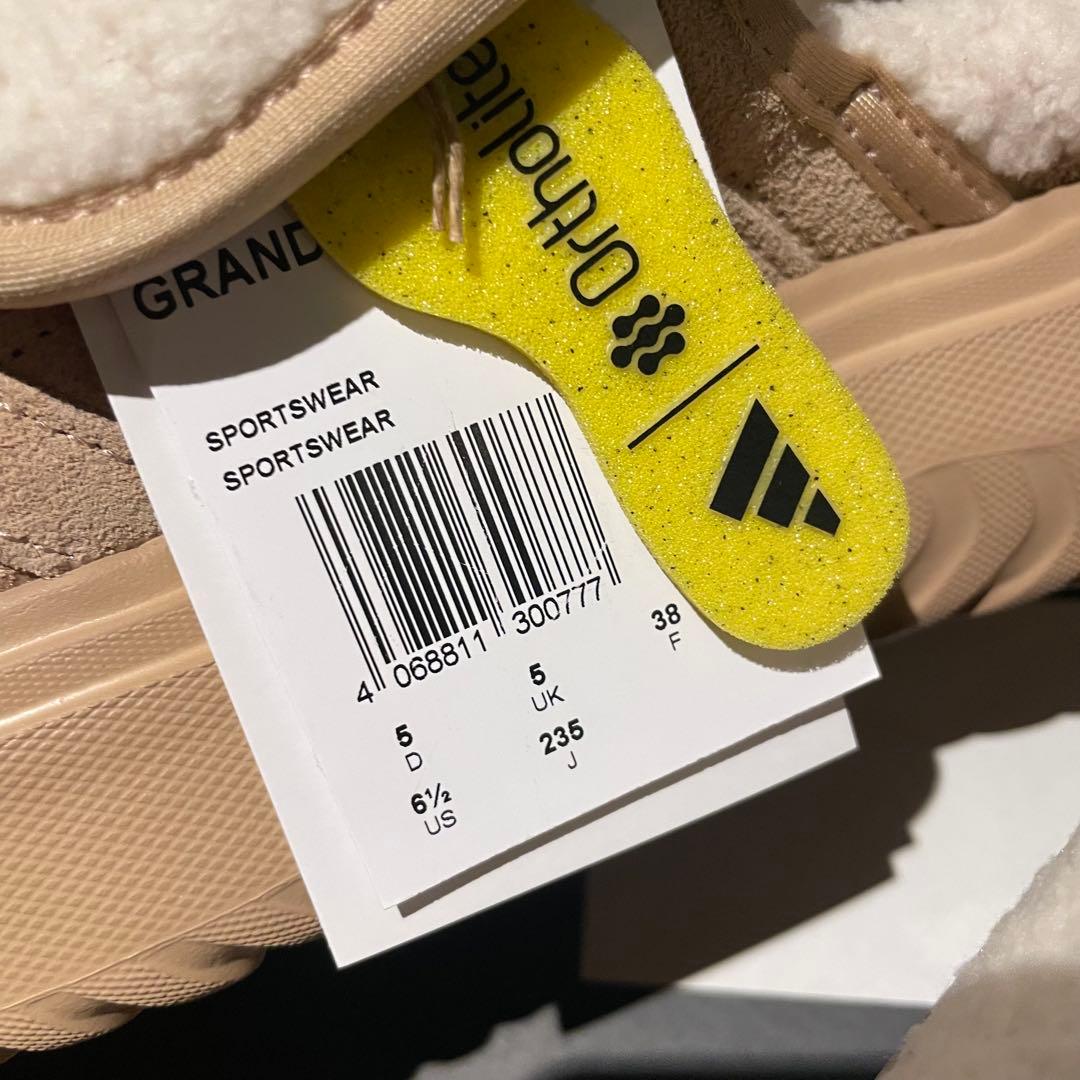 Ortholite
GRAND
SPORTSWEAR
SPORTSWEAR
4 068811 300777
5
D
5
UK
38
F
6½
US
235
J